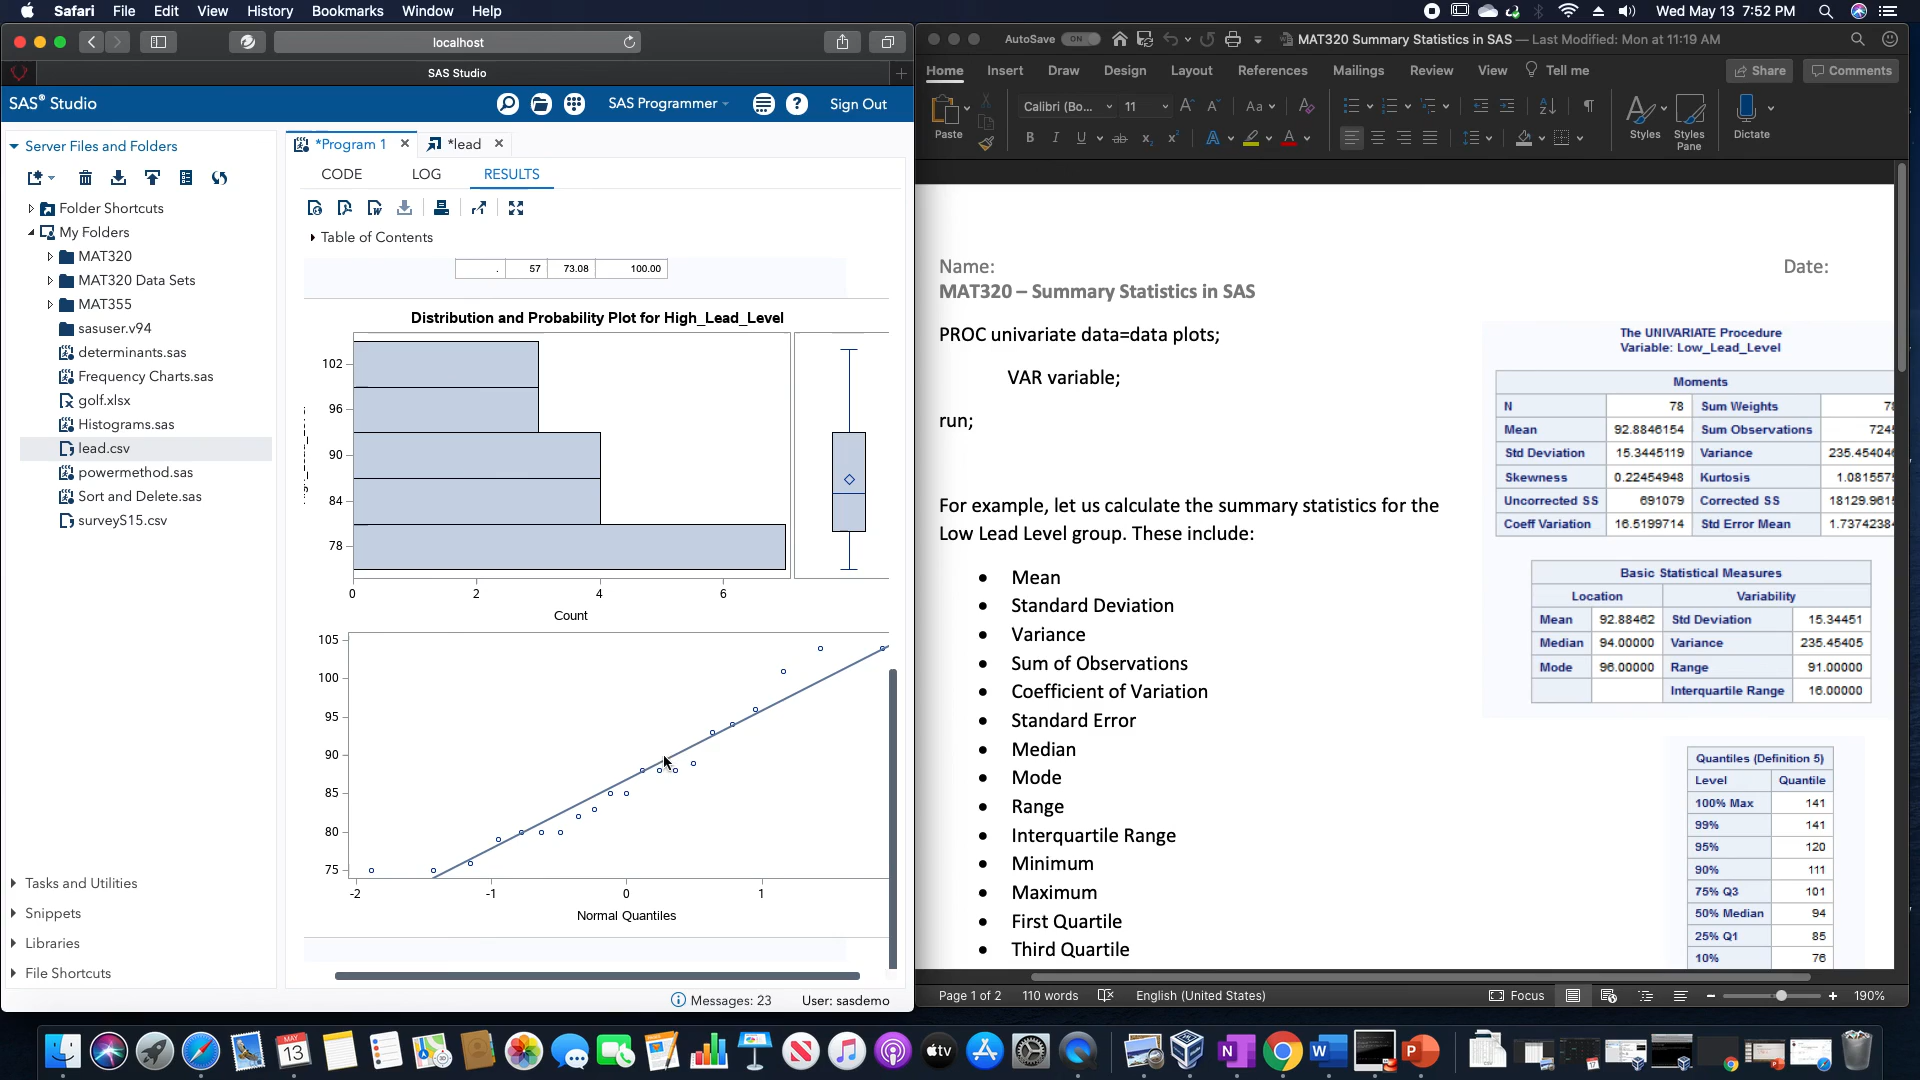 Safari File Edit View History Bookmarks Window Help
Wed May 13 7:52 PM
localhost
SAS Studio
SAS® Studio
SAS Programmer
Sign Out
Server Files and Folders
Folder Shortcuts
My Folders
MAT320
MAT320 Data Sets
MAT355
sasuser.v94
determinants.sas
Frequency Charts.sas
golf.xlsx
Histograms.sas
lead.csv
powermethod.sas
Sort and Delete.sas
surveyS15.csv
Tasks and Utilities
Snippets
Libraries
File Shortcuts
*Program 1
*lead
CODE LOG RESULTS
Table of Contents
. 57 73.08 100.00
Distribution and Probability Plot for High_Lead_Level
102
96
90
84
78
0 2 4 6
Count
105
100
95
90
85
80
75
-2 -1 0 1
Normal Quantiles
Messages: 23 User: sasdemo
AutoSave ON
MAT320 Summary Statistics in SAS — Last Modified: Mon at 11:19 AM
Home Insert Draw Design Layout References Mailings Review View Tell me
Share Comments
Paste
Calibri (Bo... 11
Styles
Styles Pane
Dictate
Name: Date:
MAT320 – Summary Statistics in SAS
PROC univariate data=data plots;
VAR variable;
run;
For example, let us calculate the summary statistics for the
Low Lead Level group. These include:
• Mean
• Standard Deviation
• Variance
• Sum of Observations
• Coefficient of Variation
• Standard Error
• Median
• Mode
• Range
• Interquartile Range
• Minimum
• Maximum
• First Quartile
• Third Quartile
The UNIVARIATE Procedure
Variable: Low_Lead_Level
Moments
N 78 Sum Weights
Mean 92.8846154 Sum Observations
Std Deviation 15.3445119 Variance 235.454046
Skewness 0.22454948 Kurtosis
Uncorrected SS 691079 Corrected SS
Coeff Variation 16.5199714 Std Error Mean
Basic Statistical Measures
Location Variability
Mean 92.88462 Std Deviation 15.34451
Median 94.00000 Variance 235.45405
Mode 96.00000 Range 91.00000
Interquartile Range 16.00000
Quantiles (Definition 5)
Level Quantile
100% Max 141
99% 141
95% 120
90% 111
75% Q3 101
50% Median 94
25% Q1 85
10% 76
Page 1 of 2 110 words English (United States) Focus 190%
MAY
13
tv